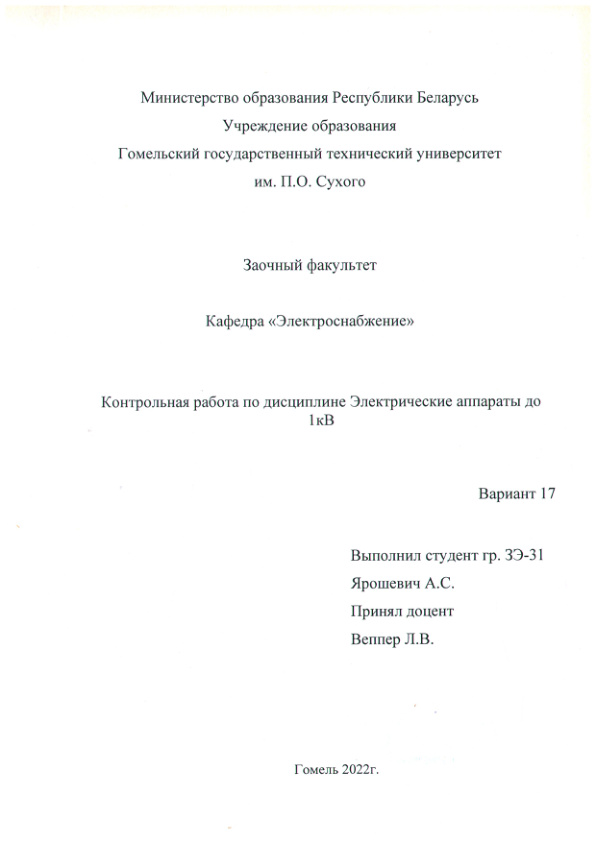 Министерство образования Республики Беларусь
Учреждение образования
Гомельский государственный технический университет
им. П.О. Сухого
Заочный факультет
Кафедра «Электроснабжение»
Контрольная работа по дисциплине Электрические аппараты до
1кВ
Вариант 17
Выполнил студент гр. ЗЭ-31
Ярошевич А.С.
Принял доцент
Веппер Л.В.
Гомель 2022г.